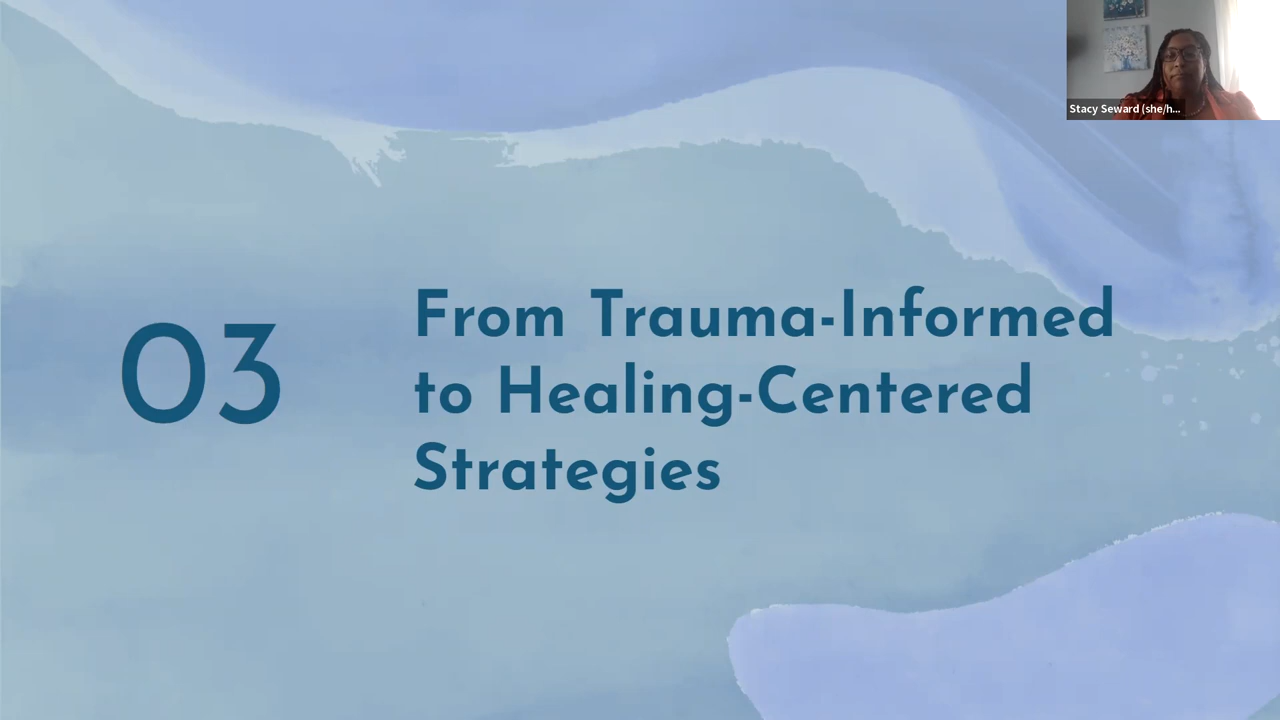 Stacy Seward (she/h...
03
From Trauma-Informed
to Healing-Centered
Strategies